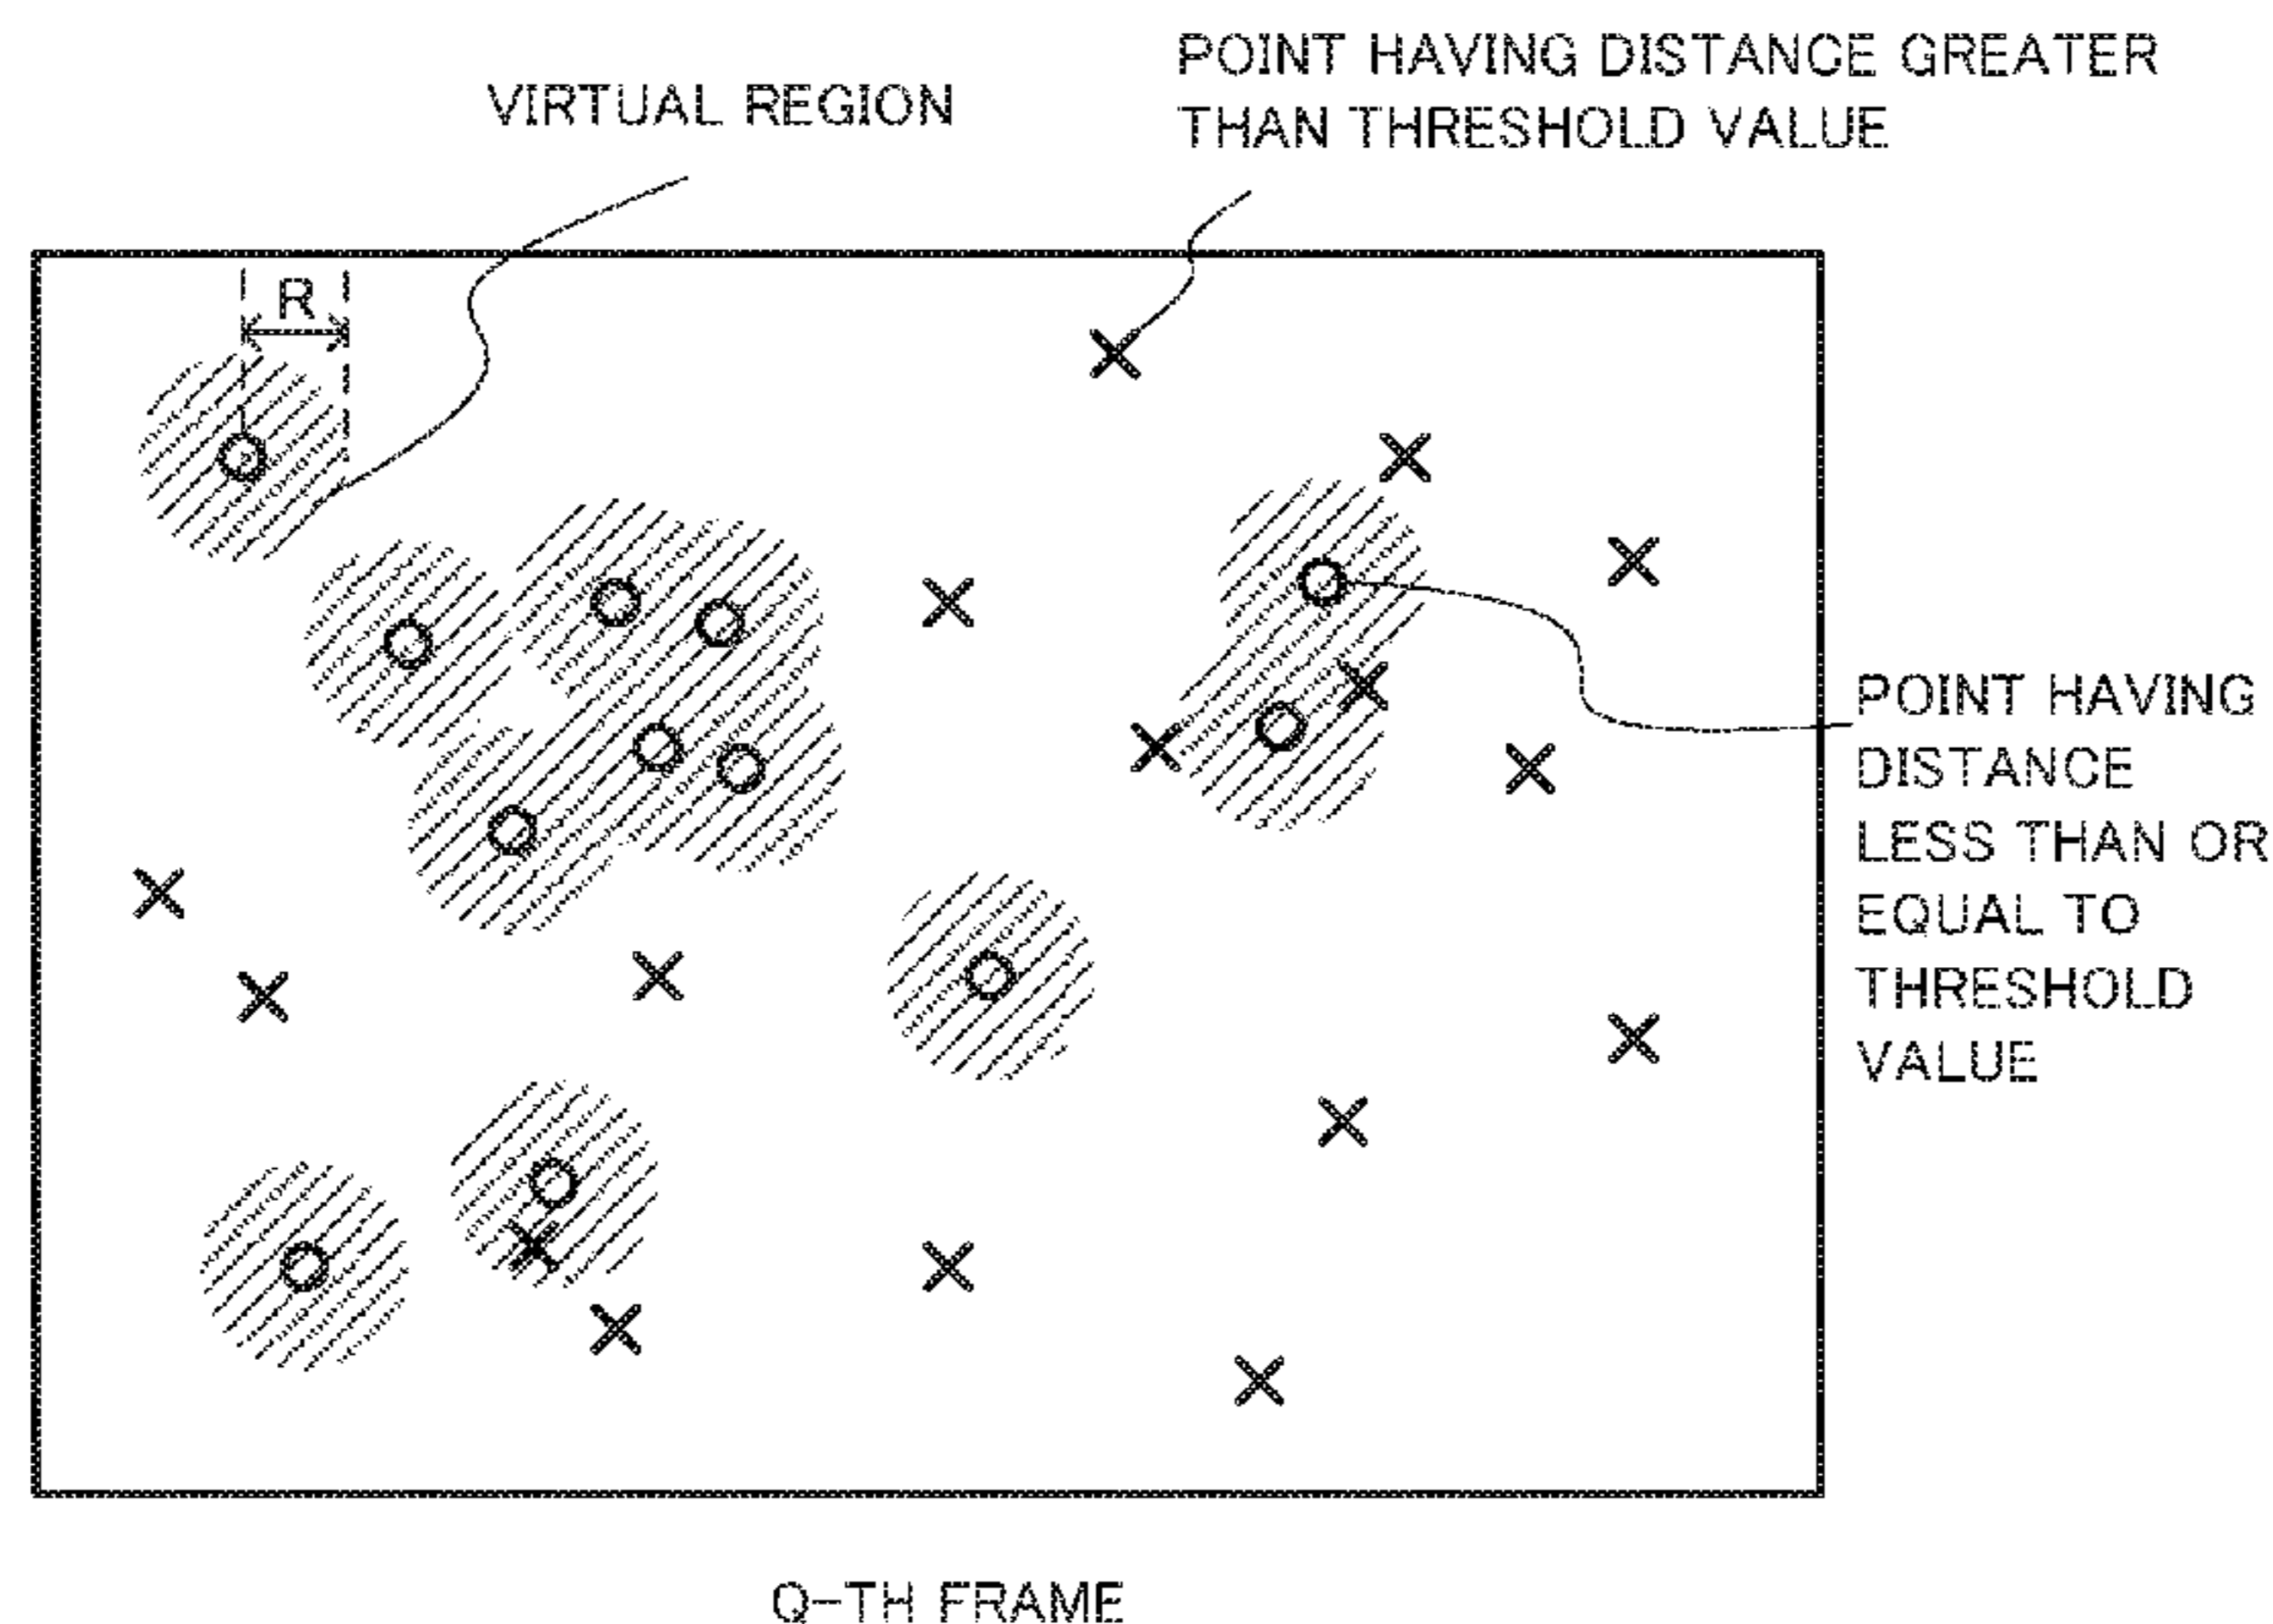 POINT HAVING DISTANCE GREATER
THAN THRESHOLD VALUE
VIRTUAL REGION
R
POINT HAVING
DISTANCE
LESS THAN OR
EQUAL TO
THRESHOLD
VALUE
Q-TH FRAME